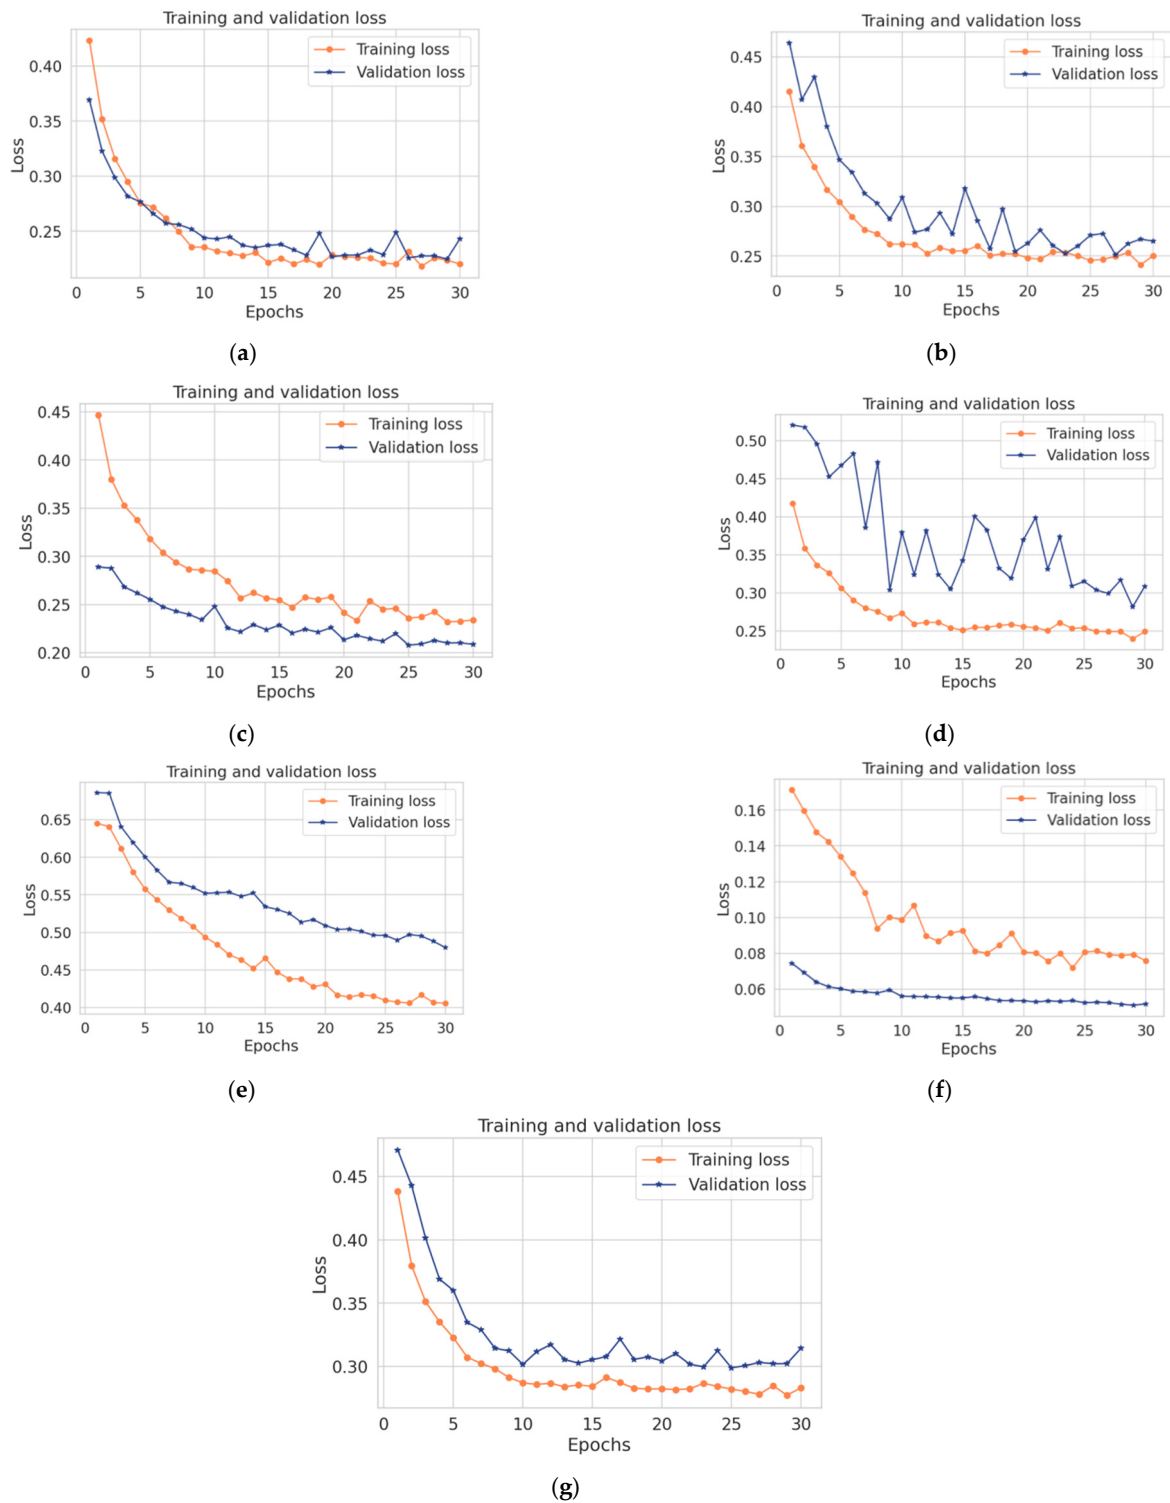 Training and validation loss
Training loss
Validation loss
Loss
0.40
0.35
0.30
0.25
0 5 10 15 20 25 30
Epochs
(a)
Training and validation loss
Training loss
Validation loss
Loss
0.45
0.40
0.35
0.30
0.25
0 5 10 15 20 25 30
Epochs
(b)
Training and validation loss
Training loss
Validation loss
Loss
0.45
0.40
0.35
0.30
0.25
0.20
0 5 10 15 20 25 30
Epochs
(c)
Training and validation loss
Training loss
Validation loss
Loss
0.50
0.45
0.40
0.35
0.30
0.25
0 5 10 15 20 25 30
Epochs
(d)
Training and validation loss
Training loss
Validation loss
Loss
0.65
0.60
0.55
0.50
0.45
0.40
0 5 10 15 20 25 30
Epochs
(e)
Training and validation loss
Training loss
Validation loss
Loss
0.16
0.14
0.12
0.10
0.08
0.06
0 5 10 15 20 25 30
Epochs
(f)
Training and validation loss
Training loss
Validation loss
Loss
0.45
0.40
0.35
0.30
0 5 10 15 20 25 30
Epochs
(g)